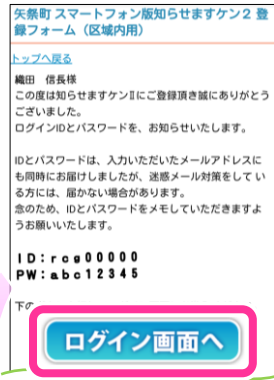 矢祭町 スマートフォン版知らせますケン２ 登
録フォーム（区域内用）
トップへ戻る
織田　信長様
この度は知らせますケンⅡにご登録頂き誠にありがとう
ございました。
ログインIDとパスワードを、お知らせいたします。
IDとパスワードは、入力いただいたメールアドレスに
も同時にお届けしましたが、迷惑メール対策をしてい
る方には、届かない場合があります。
念のため、IDとパスワードをメモしていただきますよ
うお願いいたします。
ID：rcg00000
PW：abc12345
下の
ログイン画面へ